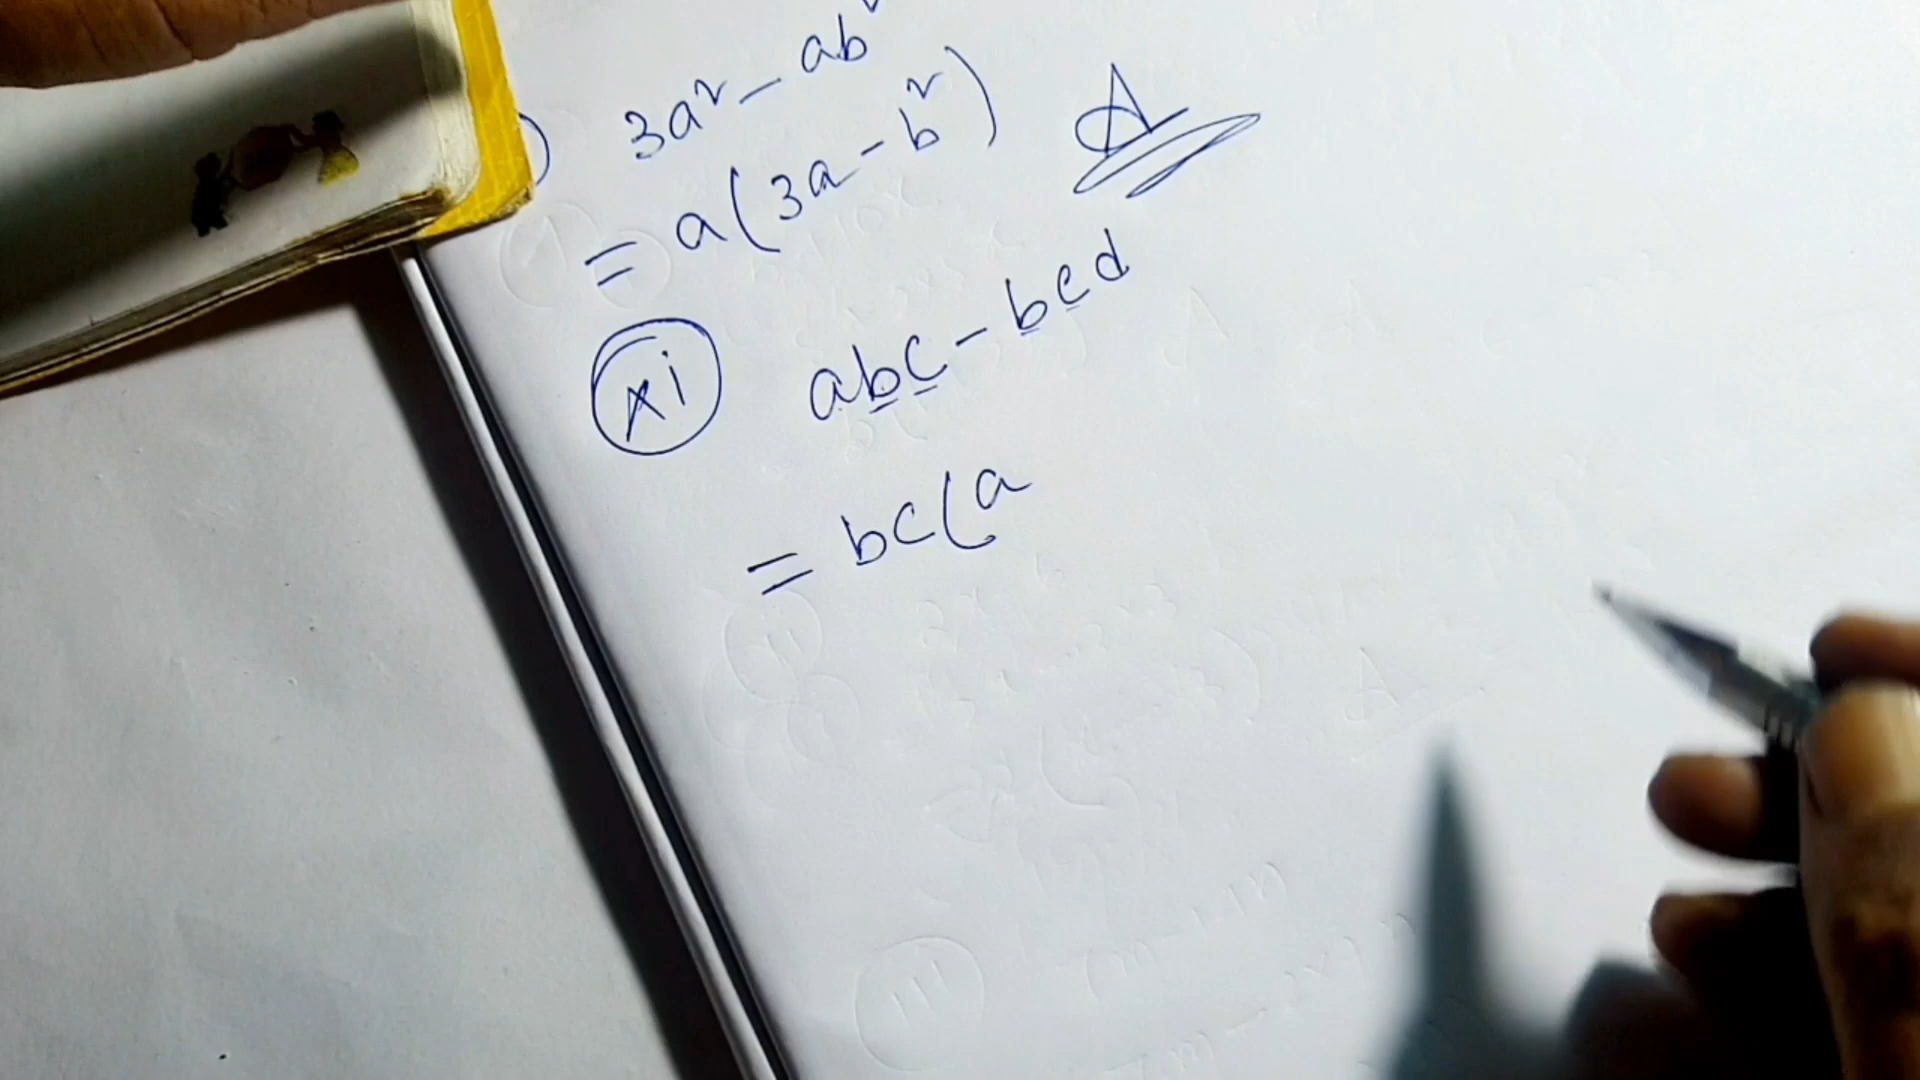 ) 3a² - ab²
= a(3a - b²) A
xi abc - bcd
= bc(a